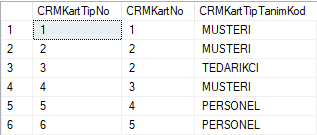 CRMKartTipNo CRMKartNo CRMKartTipTanimKod
1 1 1 MUSTERI
2 2 2 MUSTERI
3 3 2 TEDARIKCI
4 4 3 MUSTERI
5 5 4 PERSONEL
6 6 5 PERSONEL